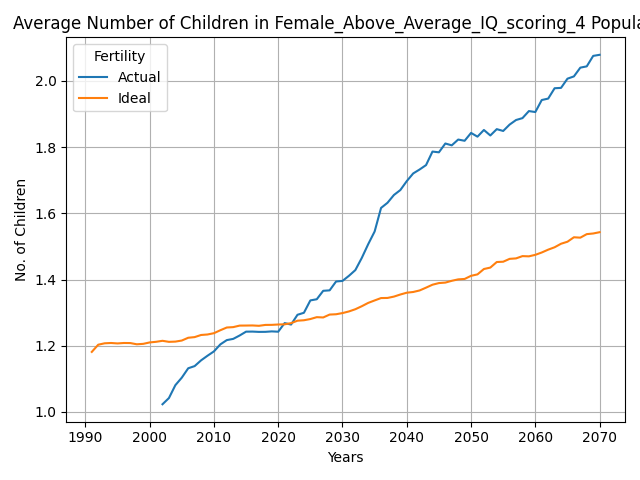 Average Number of Children in Female_Above_Average_IQ_scoring_4 Popula
Fertility
Actual
Ideal
2.0
1.8
1.6
1.4
1.2
1.0
No. of Children
1990 2000 2010 2020 2030 2040 2050 2060 2070
Years